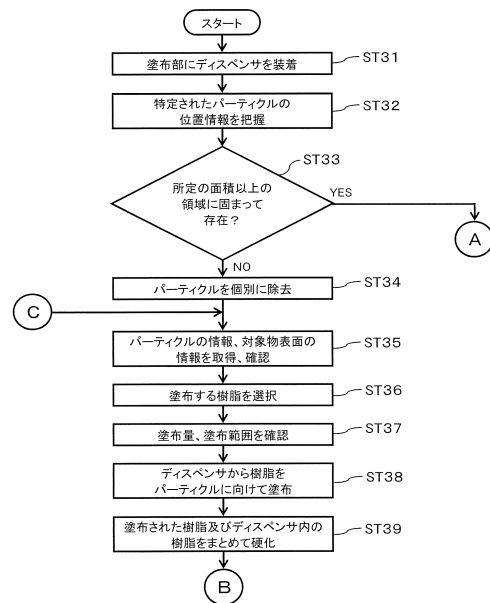 スタート
塗布部にディスペンサを装着
ST31
特定されたパーティクルの
位置情報を把握
ST32
ST33
所定の面積以上の
領域に固まって
存在？
YES
A
NO
パーティクルを個別に除去
ST34
C
パーティクルの情報、対象物表面の
情報を取得、確認
ST35
塗布する樹脂を選択
ST36
塗布量、塗布範囲を確認
ST37
ディスペンサから樹脂を
パーティクルに向けて塗布
ST38
塗布された樹脂及びディスペンサ内の
樹脂をまとめて硬化
ST39
B